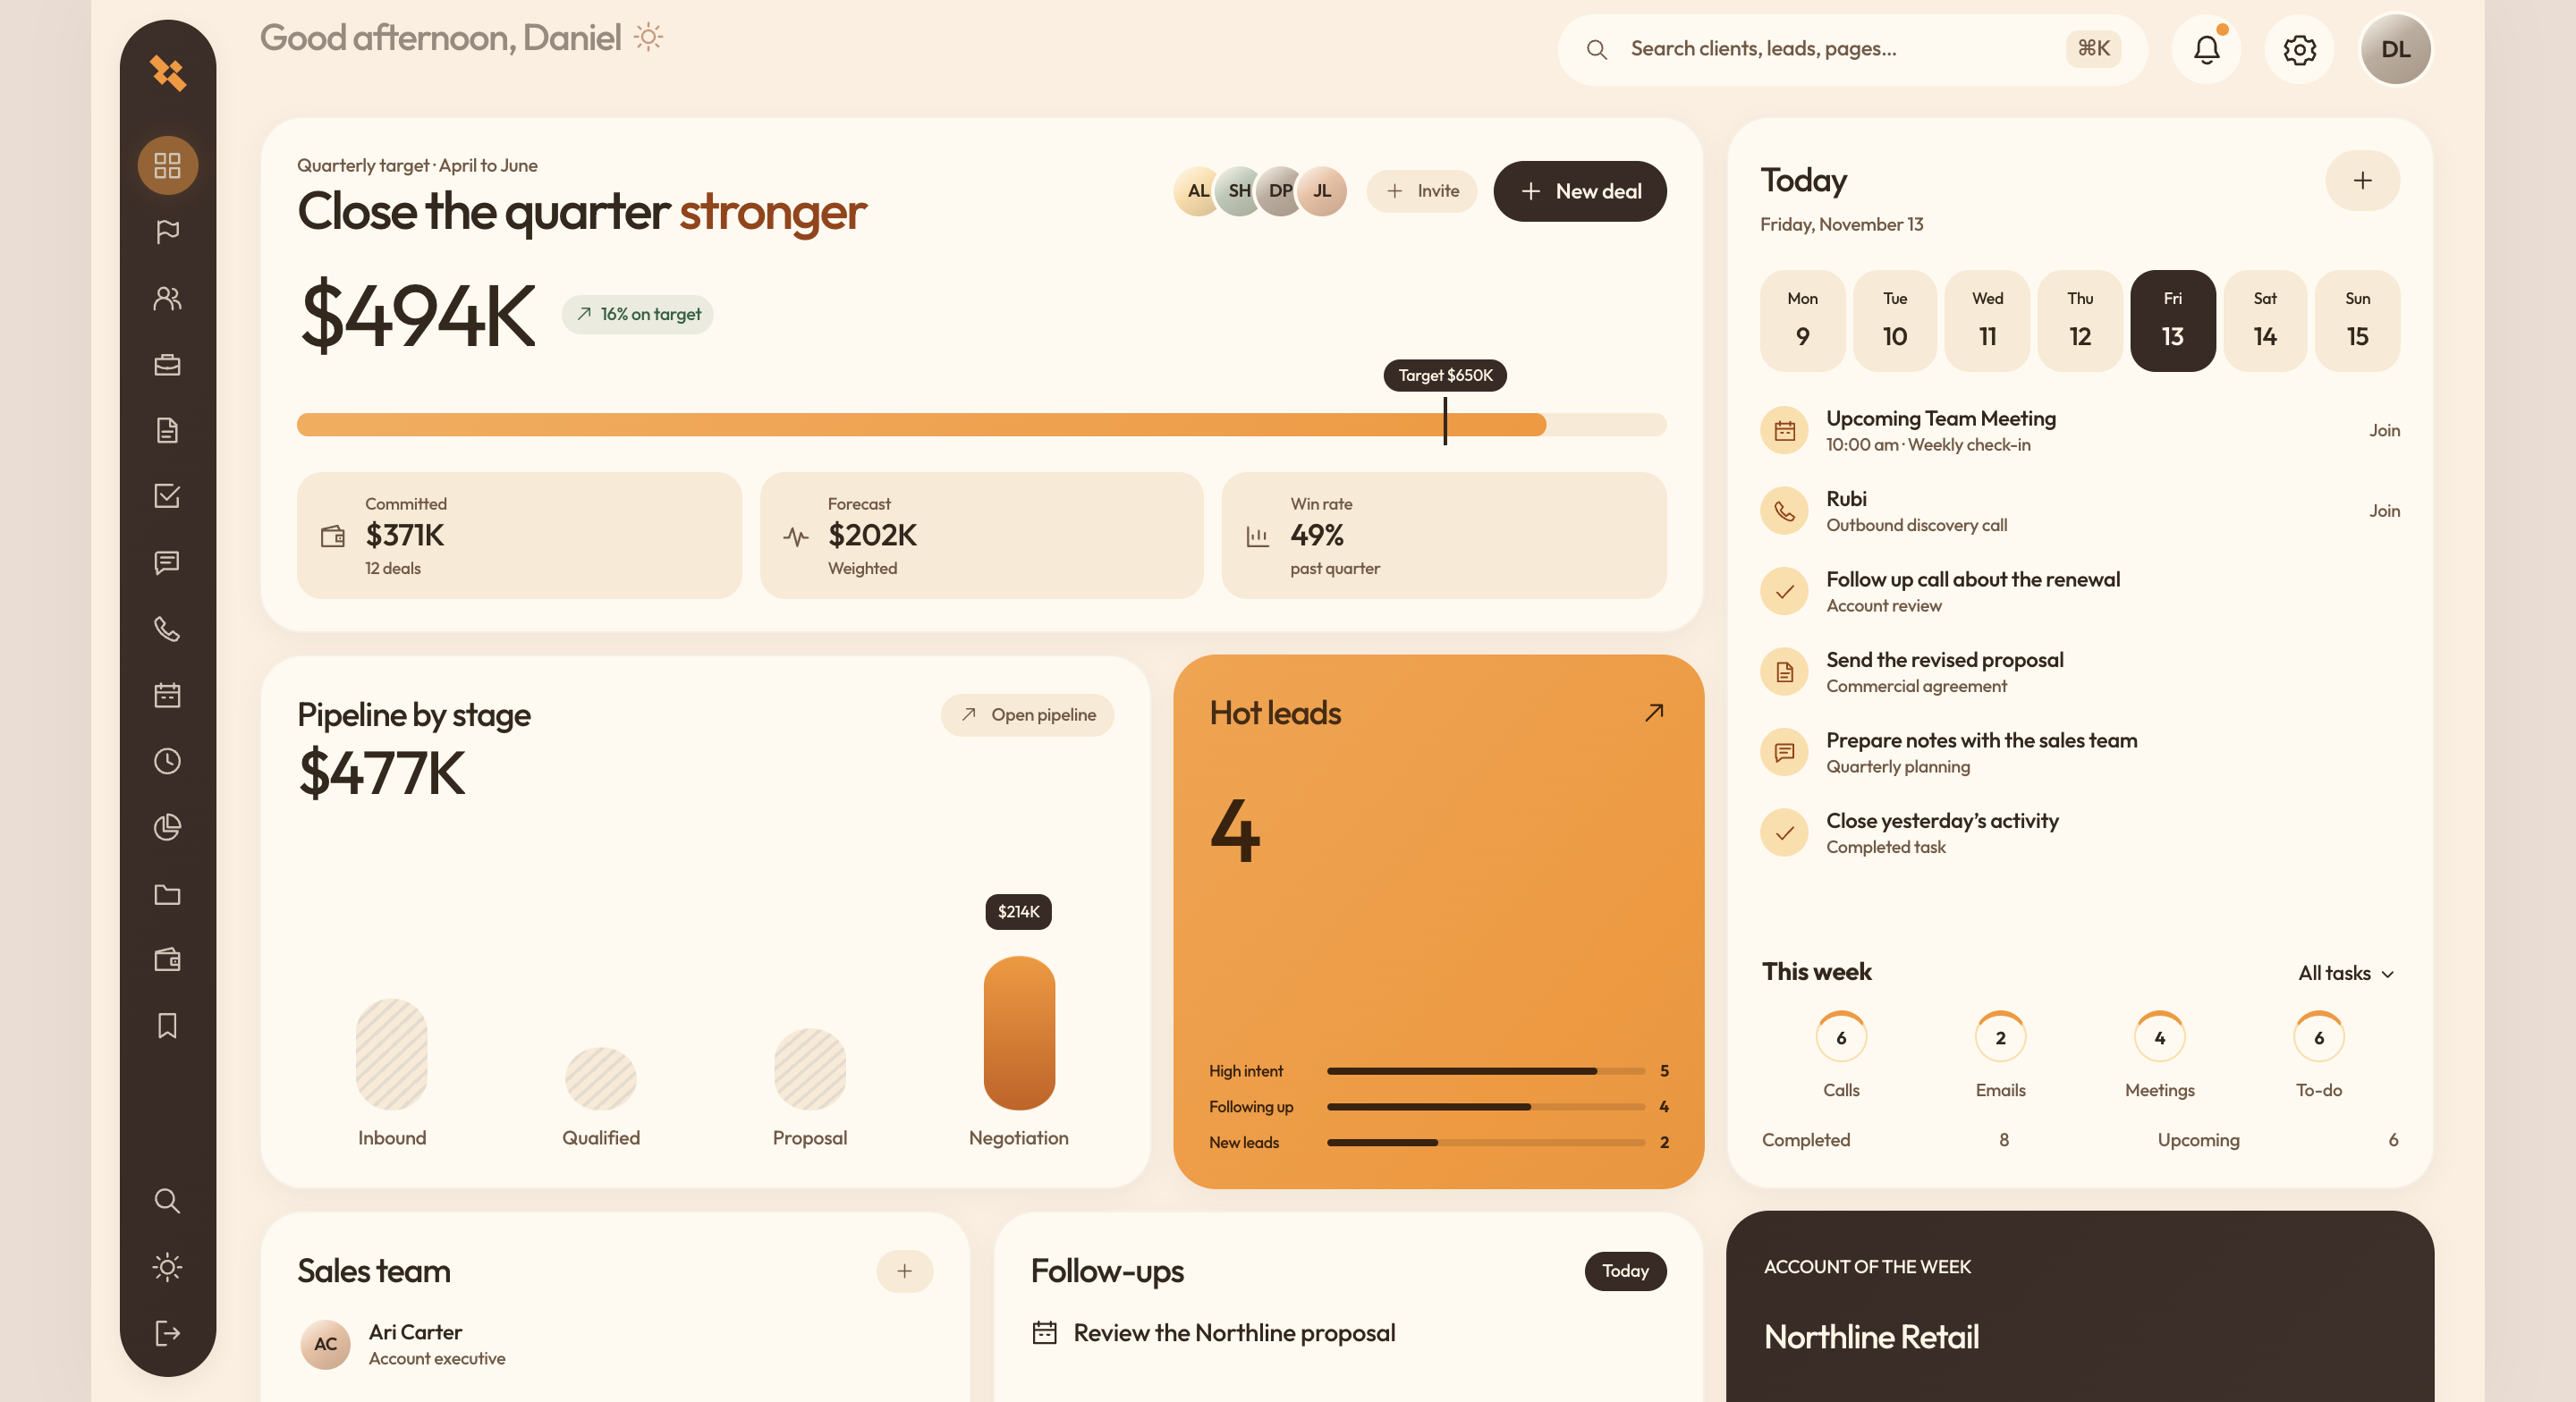 Good afternoon, Daniel
Search clients, leads, pages...
⌘K
DL
Quarterly target · April to June
Close the quarter stronger
AL
SH
DP
JL
Invite
New deal
$494K
16% on target
Target $650K
Committed
$371K
12 deals
Forecast
$202K
Weighted
Win rate
49%
past quarter
Pipeline by stage
Open pipeline
$477K
$214K
Inbound
Qualified
Proposal
Negotiation
Hot leads
4
High intent 5
Following up 4
New leads 2
Today
Friday, November 13
Mon Tue Wed Thu Fri Sat Sun
9 10 11 12 13 14 15
Upcoming Team Meeting
10:00 am · Weekly check-in
Join
Rubi
Outbound discovery call
Join
Follow up call about the renewal
Account review
Send the revised proposal
Commercial agreement
Prepare notes with the sales team
Quarterly planning
Close yesterday’s activity
Completed task
This week
All tasks
6 2 4 6
Calls Emails Meetings To-do
Completed 8 Upcoming 6
Sales team
AC
Ari Carter
Account executive
Follow-ups
Today
Review the Northline proposal
ACCOUNT OF THE WEEK
Northline Retail